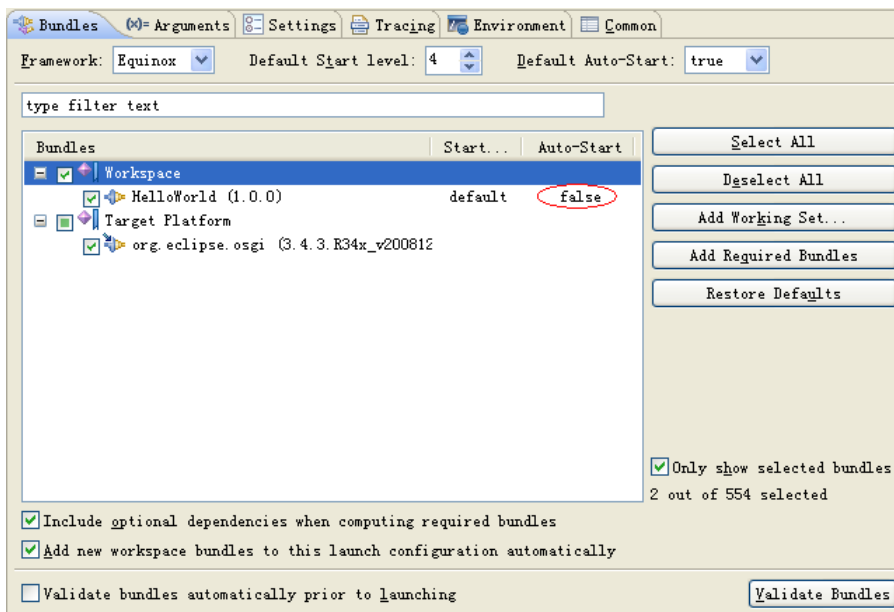 Bundles (x)= Arguments Settings Tracing Environment Common
Framework: Equinox Default Start level: 4 Default Auto-Start: true
type filter text
Bundles Start... Auto-Start
Workspace
HelloWorld (1.0.0) default false
Target Platform
org.eclipse.osgi (3.4.3.R34x_v200812
Select All
Deselect All
Add Working Set...
Add Required Bundles
Restore Defaults
Only show selected bundles
2 out of 554 selected
Include optional dependencies when computing required bundles
Add new workspace bundles to this launch configuration automatically
Validate bundles automatically prior to launching
Validate Bundles